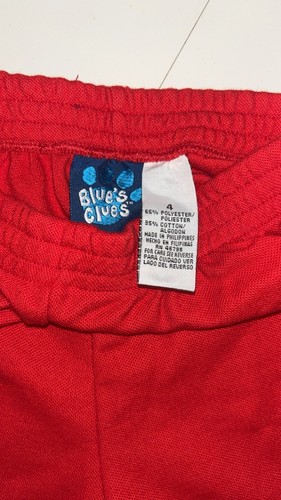 Blue's
Clues
4
65% POLYESTER/
POLIESTER
35% COTTON/
ALGODON
MADE IN PHILIPPINES
HECHO EN FILIPINAS
RN 46795
FOR CARE SEE REVERSE
PARA CUIDADO VER
LADO DEL REVERSO